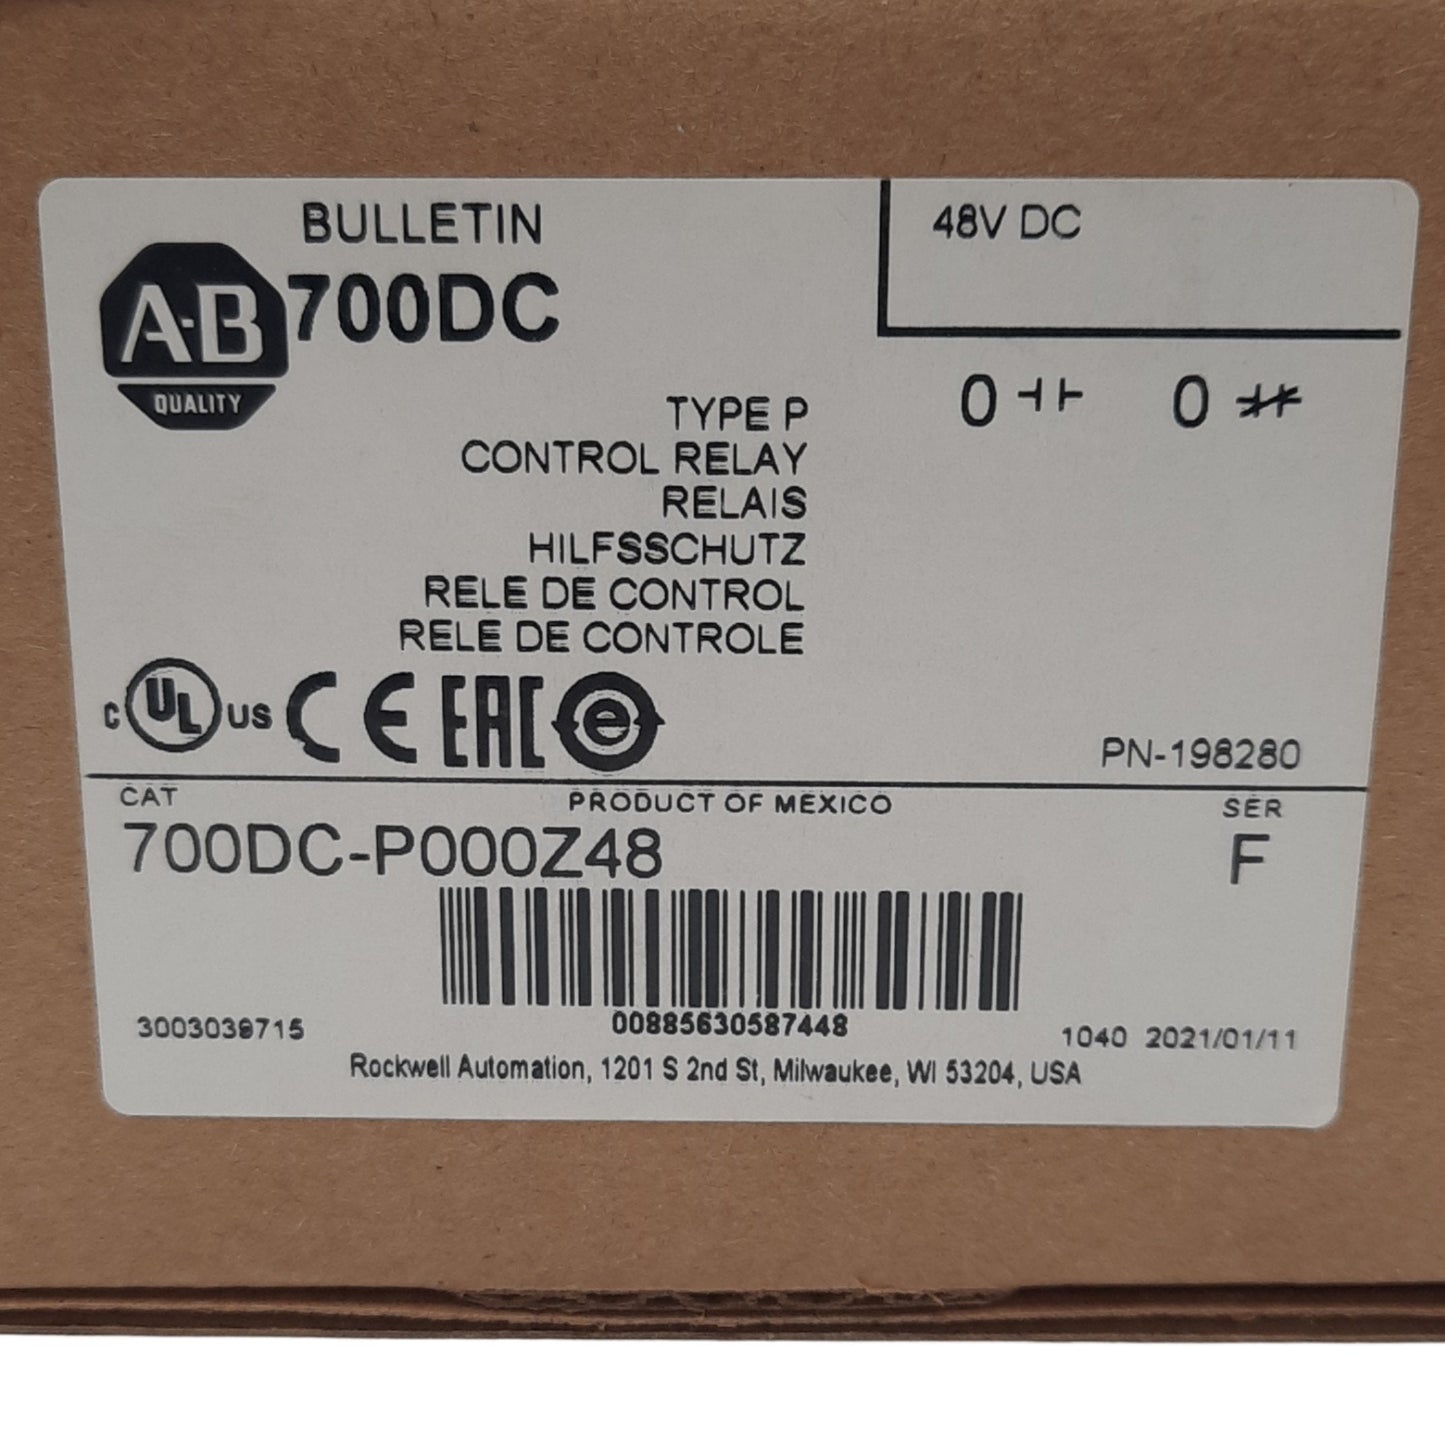 BULLETIN
700DC
A-B
QUALITY
48V DC
0 0
TYPE P
CONTROL RELAY
RELAIS
HILFSSCHUTZ
RELE DE CONTROL
RELE DE CONTROLE
C UL US CE EAC e
PN-198280
CAT PRODUCT OF MEXICO SER
700DC-P000Z48 F
3003039715 00885630587448 1040 2021/01/11
Rockwell Automation, 1201 S 2nd St, Milwaukee, WI 53204, USA